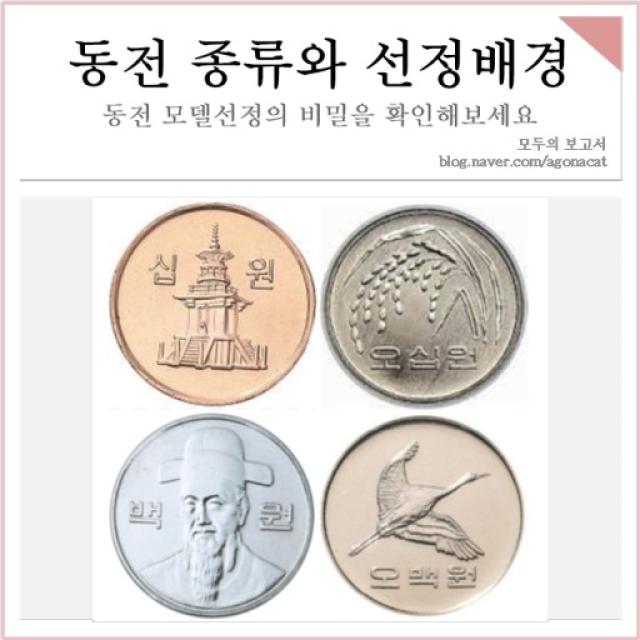 동전 종류와 선정배경
동전 모델선정의 비밀을 확인해보세요
모두의 보고서
blog.naver.com/agonacat
십 원
오십원
백 원
오백원